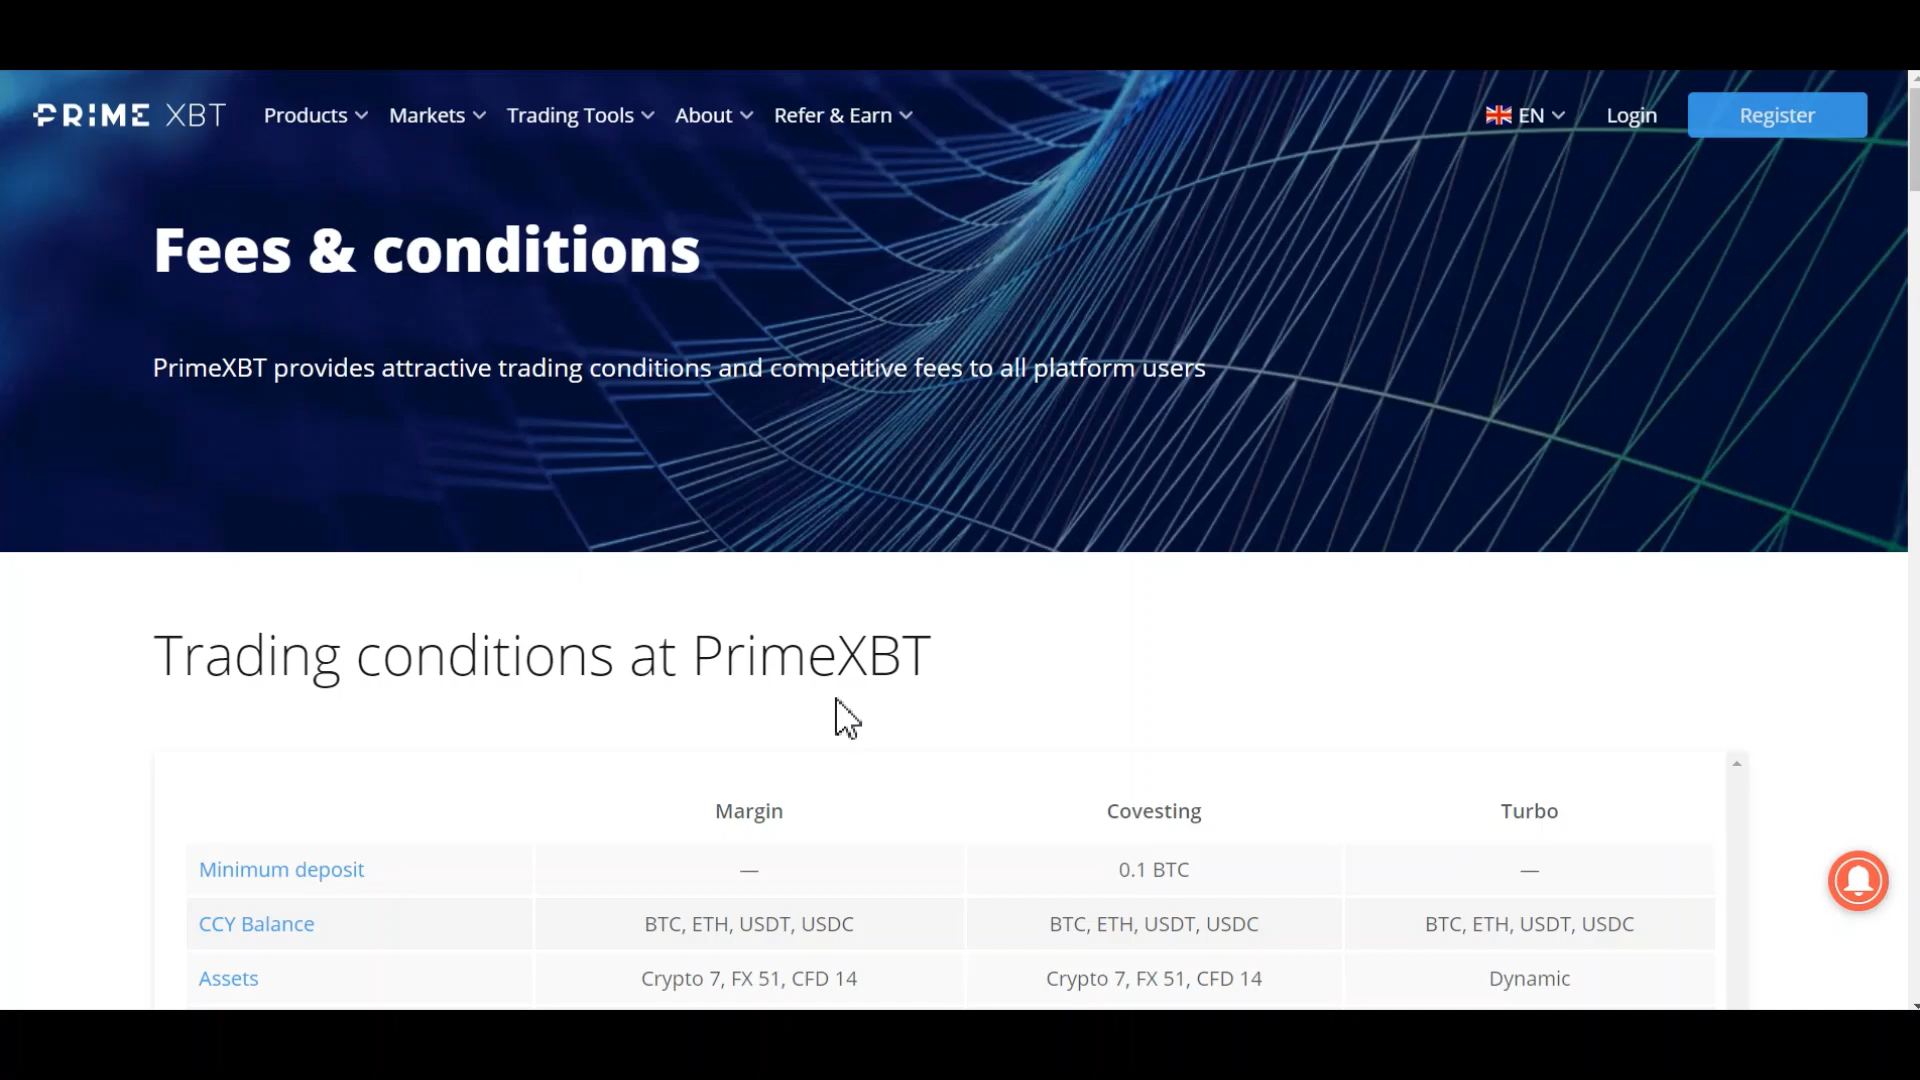 PRIME XBT Products Markets Trading Tools About Refer & Earn EN Login Register
Fees & conditions
PrimeXBT provides attractive trading conditions and competitive fees to all platform users
Trading conditions at PrimeXBT
Margin Covesting Turbo
Minimum deposit — 0.1 BTC —
CCY Balance BTC, ETH, USDT, USDC BTC, ETH, USDT, USDC BTC, ETH, USDT, USDC
Assets Crypto 7, FX 51, CFD 14 Crypto 7, FX 51, CFD 14 Dynamic